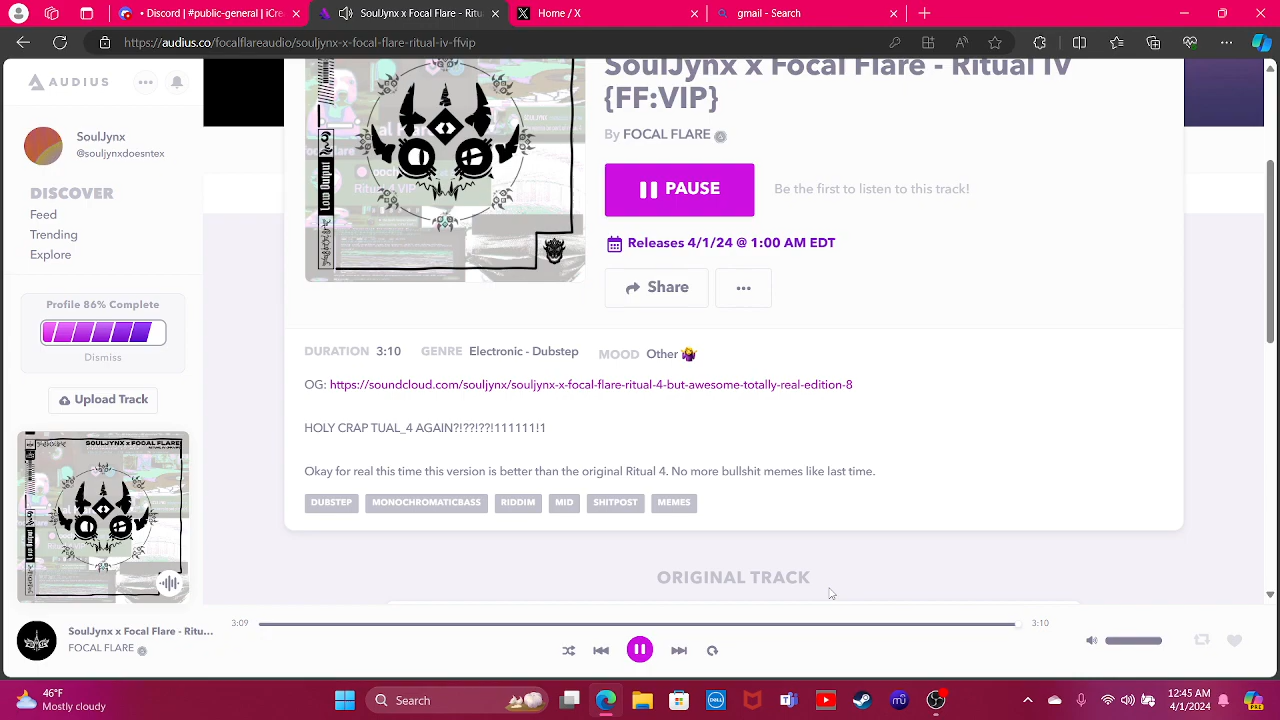 • Discord | #public-general | iCre
SoulJynx x Focal Flare - Ritu
Home / X
gmail - Search
https://audius.co/focalflare/souljynx-x-focal-flare-ritual-iv-ffvip
AUDIUS
SoulJynx
@souljynxdoesntex
DISCOVER
Feed
Trending
Explore
Profile 86% Complete
Dismiss
Upload Track
SoulJynx x Focal Flare - Ritual IV
{FF:VIP}
By FOCAL FLARE
PAUSE
Be the first to listen to this track!
Releases 4/1/24 @ 1:00 AM EDT
Share
DURATION 3:10 GENRE Electronic - Dubstep MOOD Other 🤷‍♀️
OG: https://soundcloud.com/souljynx/souljynx-x-focal-flare-ritual-4-but-awesome-totally-real-edition-8
HOLY CRAP TUAL_4 AGAIN?!??!??!111111!1
Okay for real this time this version is better than the original Ritual 4. No more bullshit memes like last time.
DUBSTEP MONOCHROMATICBASS RIDDIM MID SHITPOST MEMES
ORIGINAL TRACK
SoulJynx x Focal Flare - Ritu...
FOCAL FLARE
3:09
3:10
46°F
Mostly cloudy
Search
12:45 AM
4/1/2024